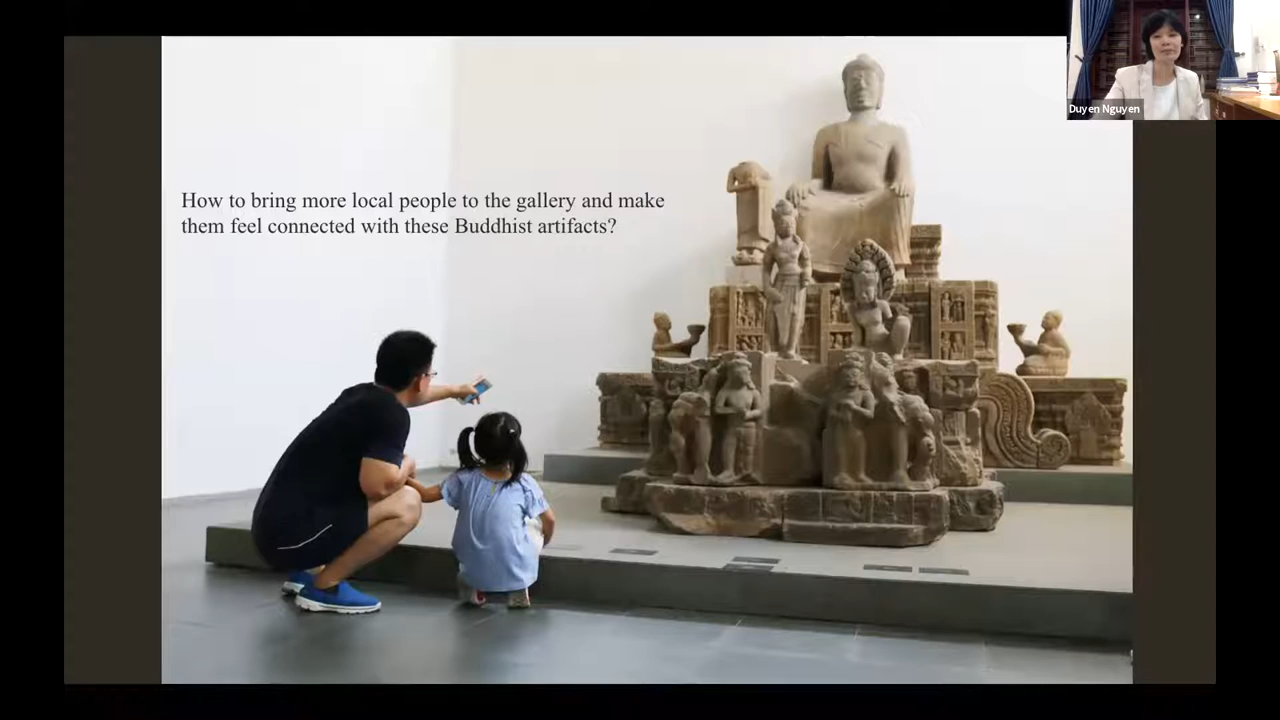 Duyen Nguyen
How to bring more local people to the gallery and make
them feel connected with these Buddhist artifacts?